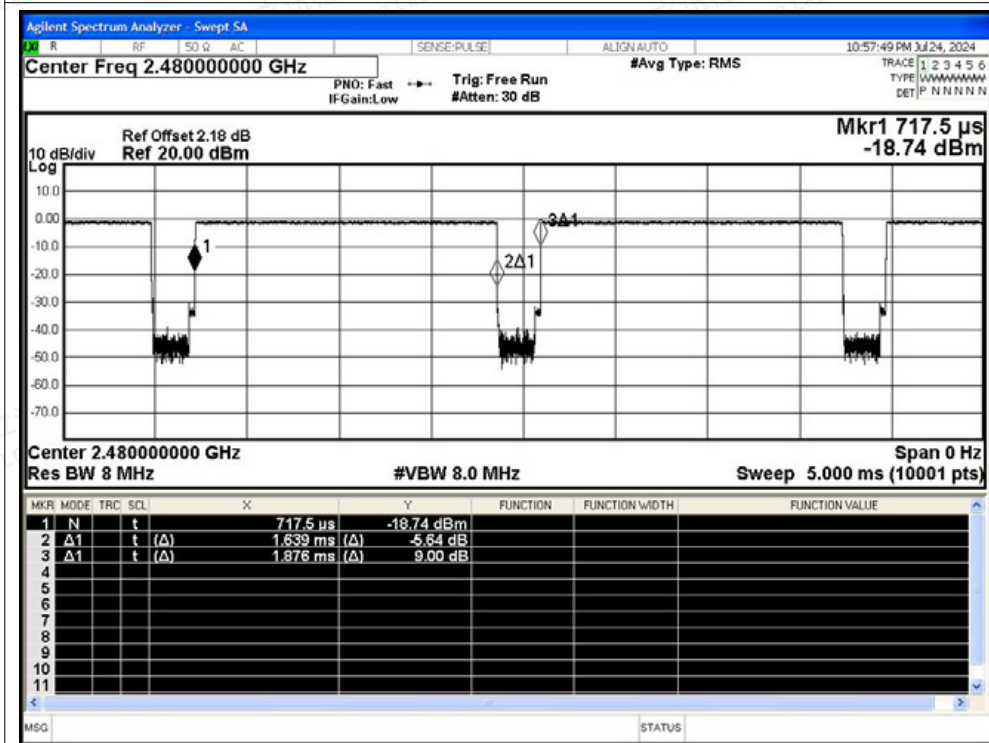 Agilent Spectrum Analyzer - Swept SA
LXI R RF 50 Ω AC SENSE:PULSE ALIGN AUTO 10:57:49 PM Jul 24, 2024
Center Freq 2.480000000 GHz #Avg Type: RMS TRACE 1 2 3 4 5 6
PNO: Fast Trig: Free Run TYPE WWWWWW
IFGain:Low #Atten: 30 dB DET P N N N N N
Mkr1 717.5 µs
Ref Offset 2.18 dB
10 dB/div Ref 20.00 dBm -18.74 dBm
Log
10.0
0.00 3Δ1
-10.0 1
-20.0 2Δ1
-30.0
-40.0
-50.0
-60.0
-70.0
Center 2.480000000 GHz Span 0 Hz
Res BW 8 MHz #VBW 8.0 MHz Sweep 5.000 ms (10001 pts)
MKR MODE TRC SCL X Y FUNCTION FUNCTION WIDTH FUNCTION VALUE
1 N t 717.5 µs -18.74 dBm
2 Δ1 t (Δ) 1.639 ms (Δ) -5.64 dB
3 Δ1 t (Δ) 1.876 ms (Δ) 9.00 dB
4
5
6
7
8
9
10
11
MSG STATUS